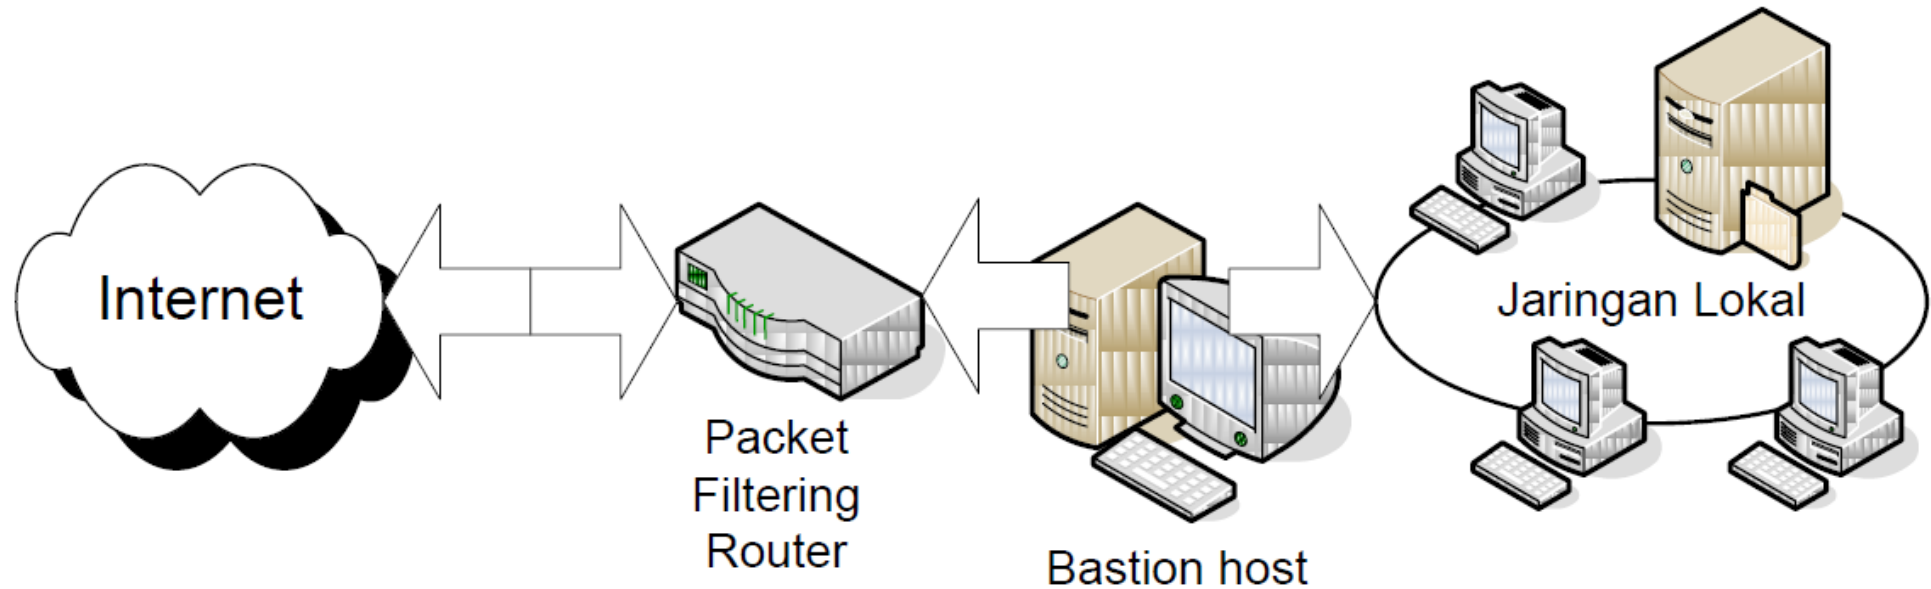 Internet
Packet
Filtering
Router
Bastion host
Jaringan Lokal